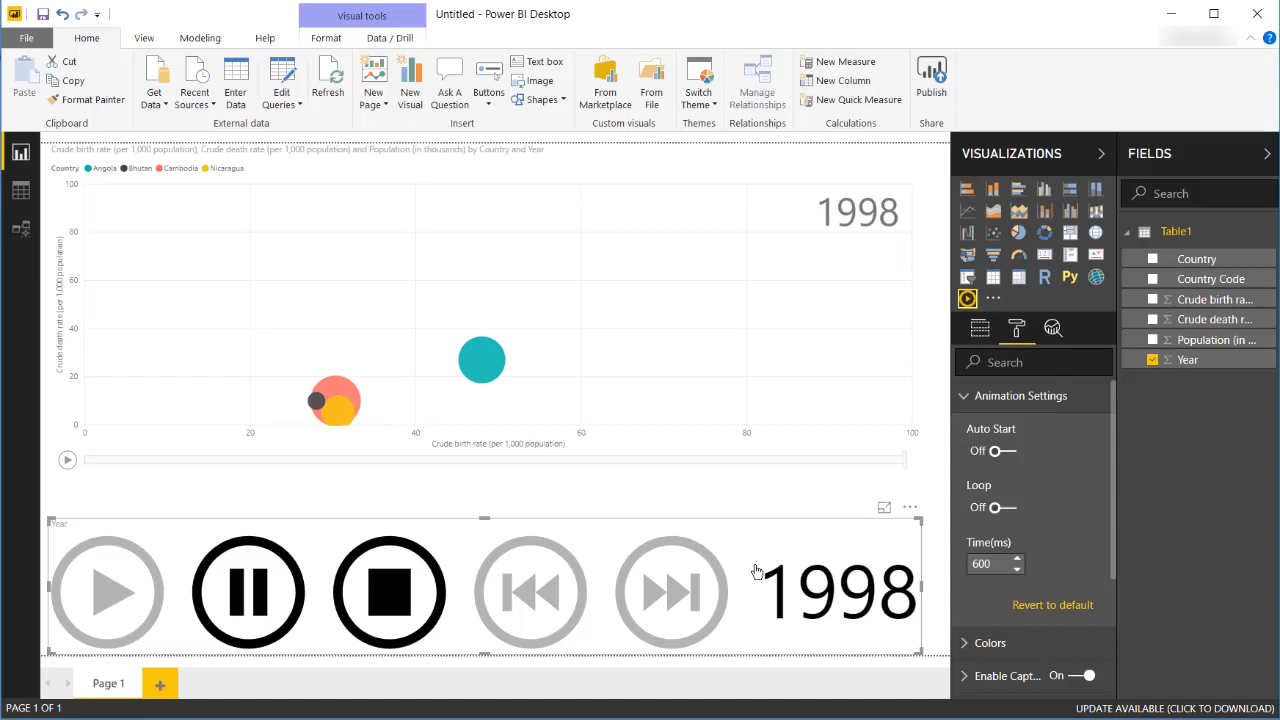 Visual tools
Untitled - Power BI Desktop
File Home View Modeling Help Format Data / Drill
Paste
Cut
Copy
Format Painter
Get Data
Recent Sources
Enter Data
Edit Queries
Refresh
New Page
New Visual
Ask A Question
Buttons
Text box
Image
Shapes
From Marketplace
From File
Switch Theme
Manage Relationships
New Measure
New Column
New Quick Measure
Publish
Clipboard External data Insert Custom visuals Themes Relationships Calculations Share
Crude birth rate (per 1,000 population), Crude death rate (per 1,000 population) and Population (in thousands) by Country and Year
Country Angola Bhutan Cambodia Nicaragua
1998
100
80
60
40
20
0
Crude death rate (per 1,000 population)
0 20 40 60 80 100
Crude birth rate (per 1,000 population)
Year
1998
Page 1
PAGE 1 OF 1
VISUALIZATIONS
R Py
Search
Animation Settings
Auto Start
Off
Loop
Off
Time(ms)
600
Revert to default
Colors
Enable Capt... On
FIELDS
Search
Table1
Country
Country Code
Crude birth ra...
Crude death r...
Population (in ...
Year
UPDATE AVAILABLE (CLICK TO DOWNLOAD)